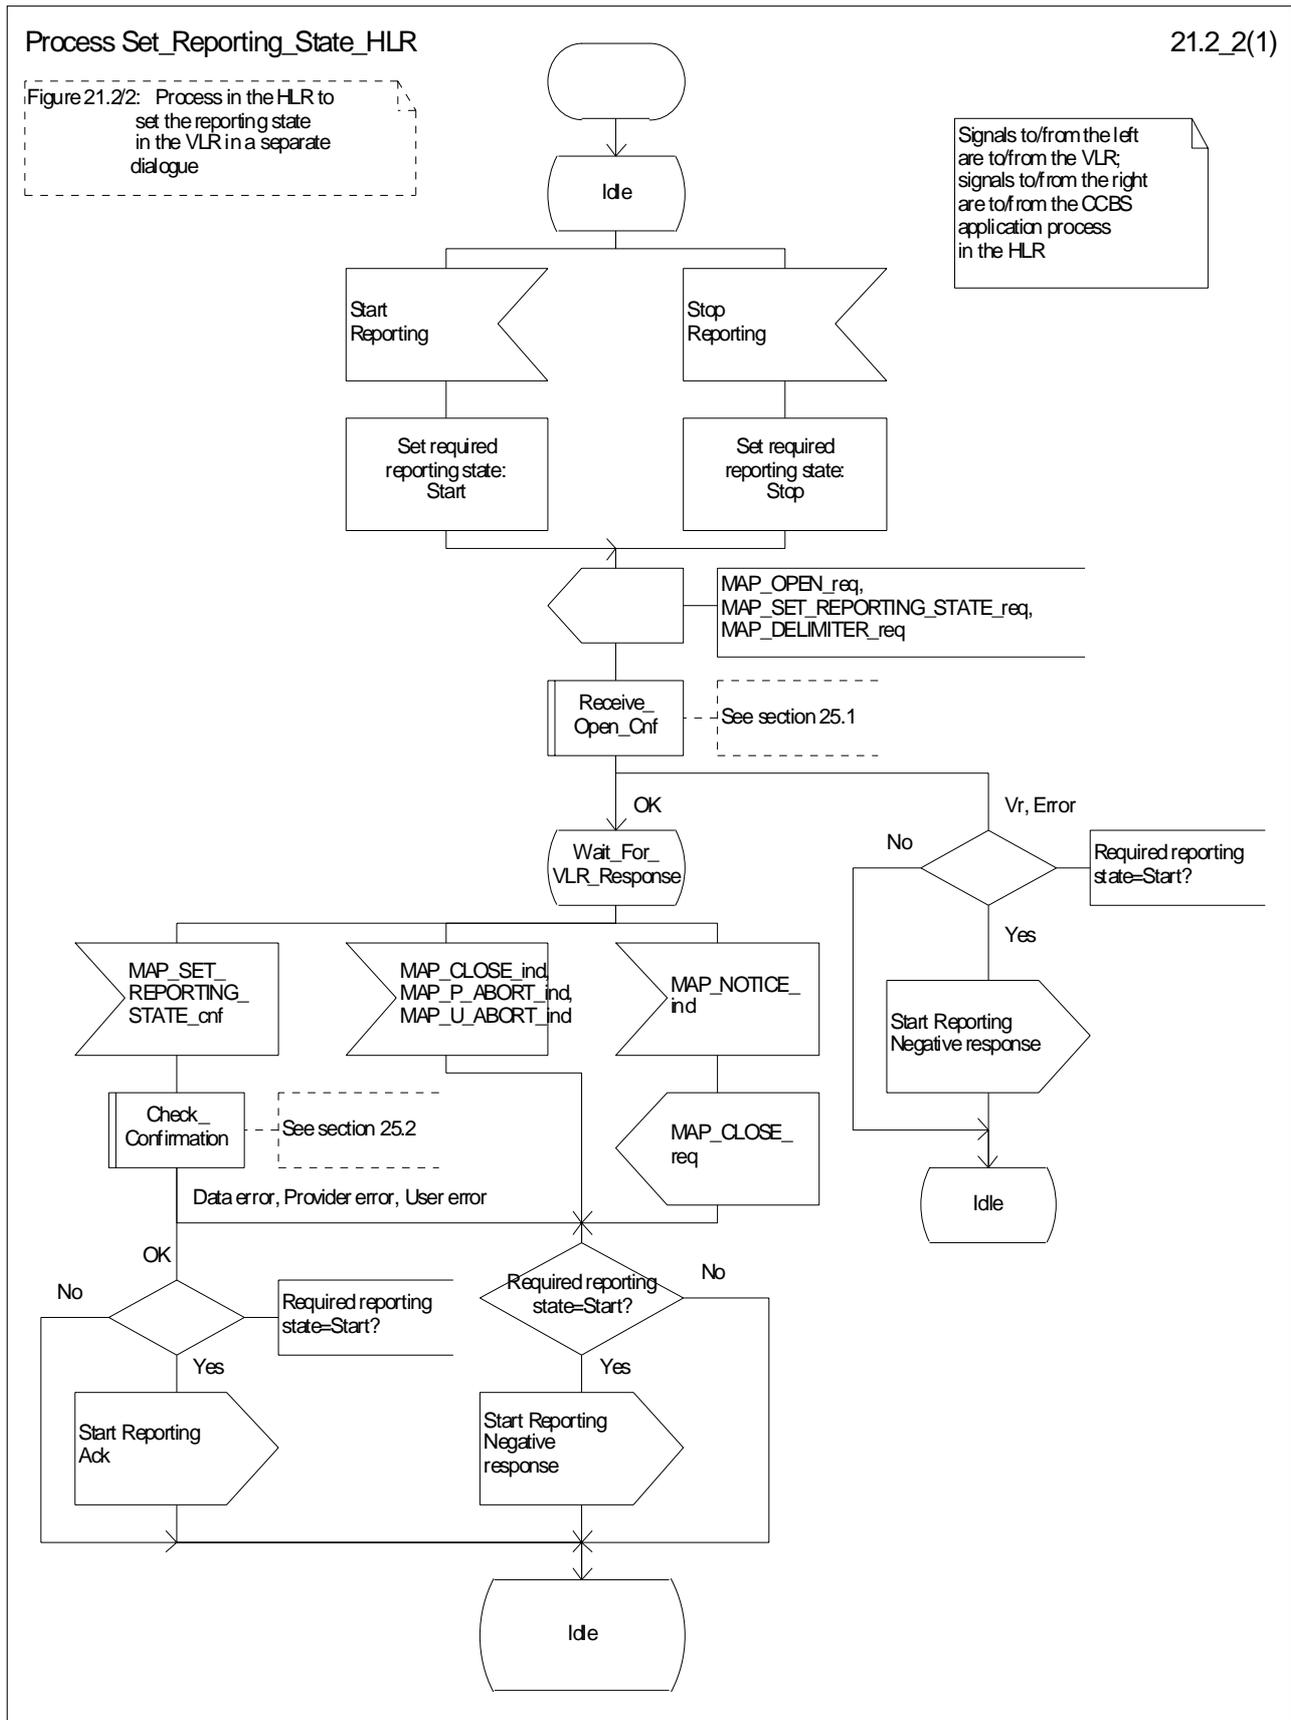 Process Set_Reporting_State_HLR
21.2_2(1)
Figure 21.2/2: Process in the HLR to
set the reporting state
in the VLR in a separate
dialogue
Signals to/from the left
are to/from the VLR;
signals to/from the right
are to/from the CCBS
application process
in the HLR
Idle
Start
Reporting
Stop
Reporting
Set required
reporting state:
Start
Set required
reporting state:
Stop
MAP_OPEN_req,
MAP_SET_REPORTING_STATE_req,
MAP_DELIMITER_req
Receive_
Open_Cnf
See section 25.1
OK
Vr, Error
Wait_For_
VLR_Response
No
Required reporting
state=Start?
Yes
MAP_SET_
REPORTING_
STATE_cnf
MAP_CLOSE_ind,
MAP_P_ABORT_ind,
MAP_U_ABORT_ind
MAP_NOTICE_
ind
Start Reporting
Negative response
Check_
Confirmation
See section 25.2
MAP_CLOSE_
req
Data error, Provider error, User error
Idle
OK
No
Required reporting
state=Start?
Required reporting
state=Start?
No
Yes
Yes
Start Reporting
Ack
Start Reporting
Negative
response
Idle